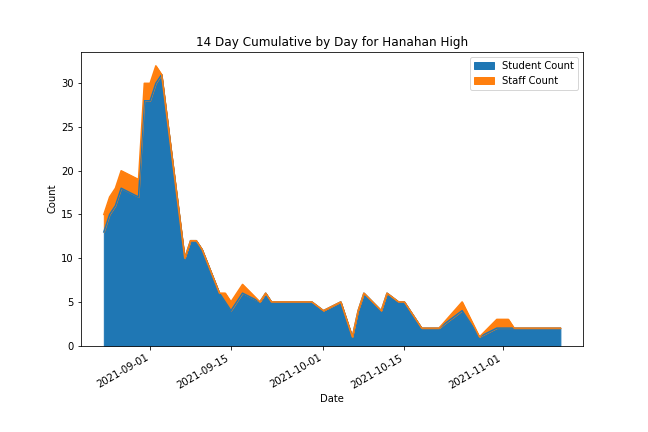 14 Day Cumulative by Day for Hanahan High
Student Count
Staff Count
Count
30
25
20
15
10
5
0
2021-09-01
2021-09-15
2021-10-01
2021-10-15
2021-11-01
Date